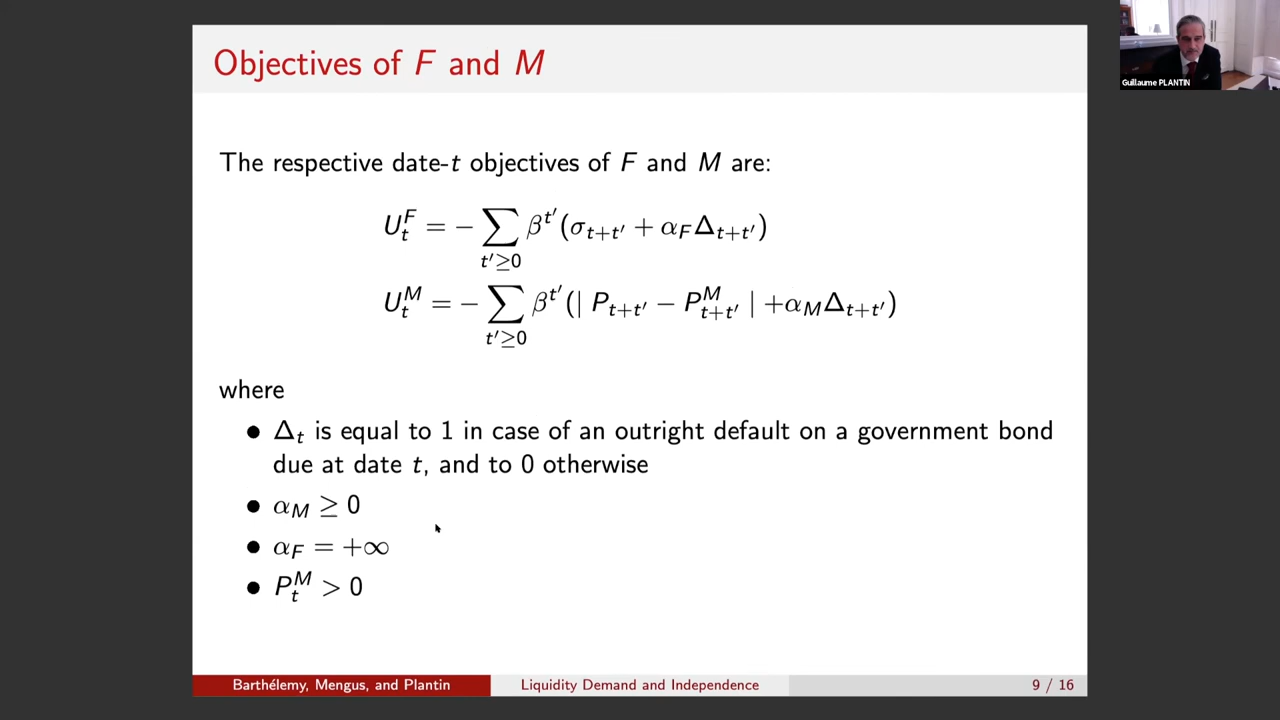 Objectives of F and M
Guillaume PLANTIN
The respective date-t objectives of F and M are:
U_t^F = − ∑_{t′≥0} β^{t′}(σ_{t+t′} + α_F Δ_{t+t′})
U_t^M = − ∑_{t′≥0} β^{t′}(| P_{t+t′} − P^M_{t+t′} | +α_M Δ_{t+t′})
where
• Δ_t is equal to 1 in case of an outright default on a government bond
due at date t, and to 0 otherwise
• α_M ≥ 0
• α_F = +∞
• P_t^M > 0
Barthélemy, Mengus, and Plantin Liquidity Demand and Independence 9 / 16